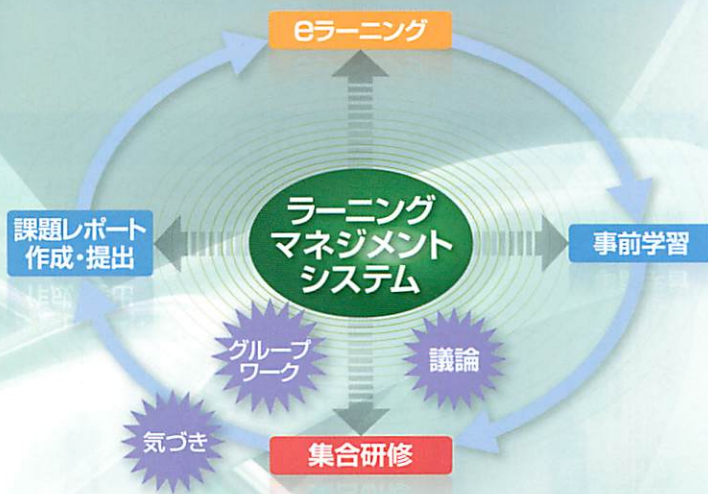 eラーニング
ラーニング
マネジメント
システム
課題レポート
作成・提出
事前学習
グループ
ワーク
議論
気づき
集合研修